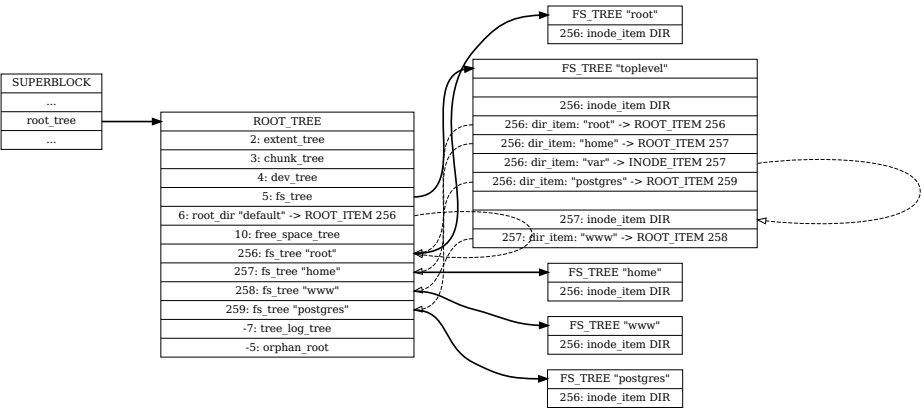 SUPERBLOCK
...
root_tree
...
ROOT_TREE
2: extent_tree
3: chunk_tree
4: dev_tree
5: fs_tree
6: root_dir "default" -> ROOT_ITEM 256
10: free_space_tree
256: fs_tree "root"
257: fs_tree "home"
258: fs_tree "www"
259: fs_tree "postgres"
-7: tree_log_tree
-5: orphan_root
FS_TREE "root"
256: inode_item DIR
FS_TREE "toplevel"
256: inode_item DIR
256: dir_item: "root" -> ROOT_ITEM 256
256: dir_item: "home" -> ROOT_ITEM 257
256: dir_item: "var" -> INODE_ITEM 257
256: dir_item: "postgres" -> ROOT_ITEM 259
257: inode_item DIR
257: dir_item: "www" -> ROOT_ITEM 258
FS_TREE "home"
256: inode_item DIR
FS_TREE "www"
256: inode_item DIR
FS_TREE "postgres"
256: inode_item DIR